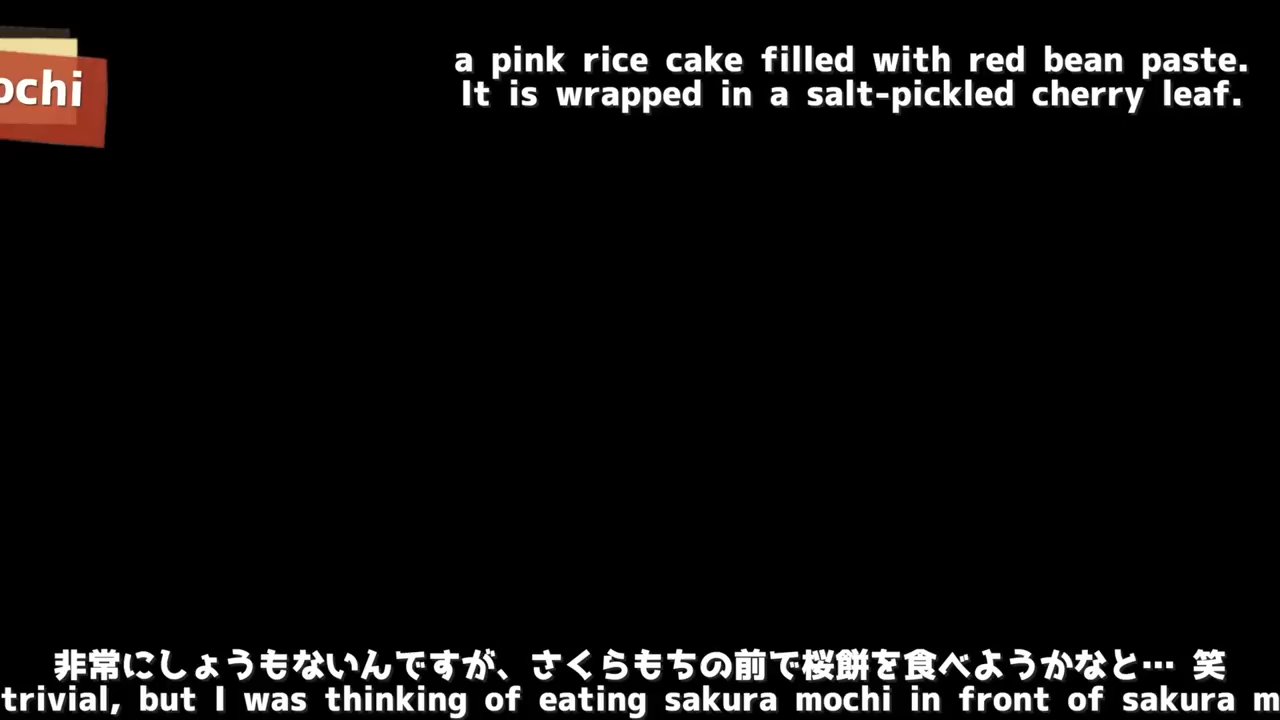 ochi
a pink rice cake filled with red bean paste.
It is wrapped in a salt-pickled cherry leaf.
非常にしょうもないんですが、さくらもちの前で桜餅を食べようかなと… 笑
trivial, but I was thinking of eating sakura mochi in front of sakura m